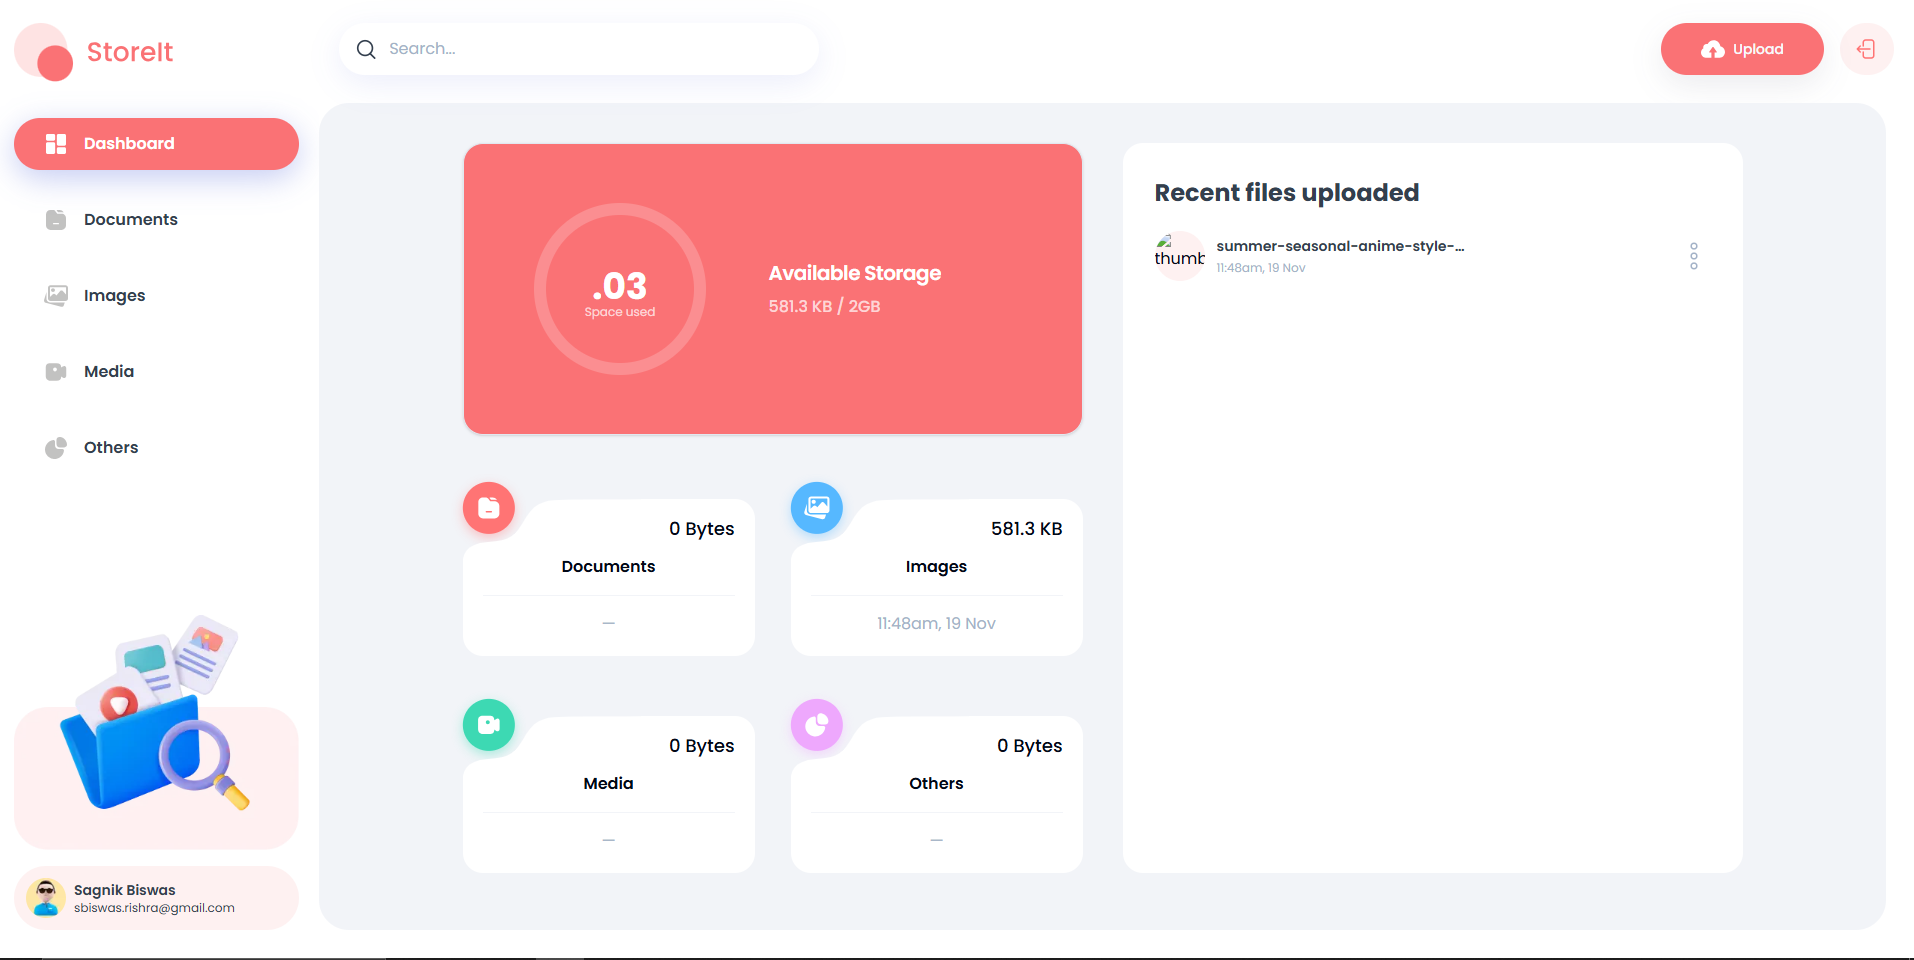 StoreIt
Search...
Upload
Dashboard
Documents
Images
Media
Others
Sagnik Biswas
sbiswas.rishra@gmail.com
.03
Space used
Available Storage
581.3 KB / 2GB
0 Bytes
Documents
—
581.3 KB
Images
11:48am, 19 Nov
0 Bytes
Media
—
0 Bytes
Others
—
Recent files uploaded
thumb
summer-seasonal-anime-style-...
11:48am, 19 Nov